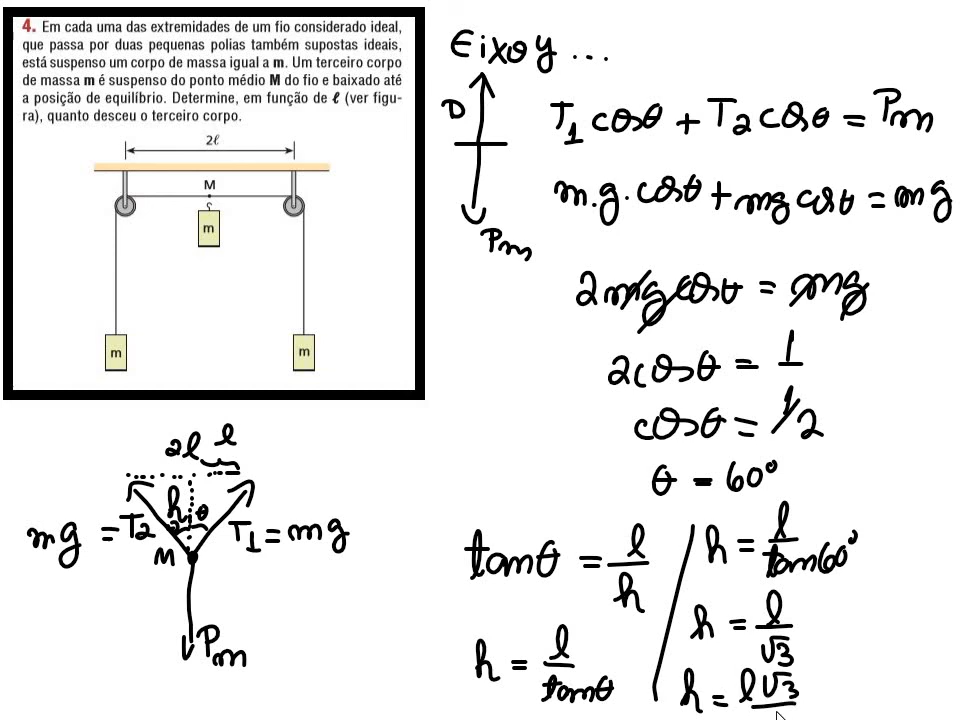 4. Em cada uma das extremidades de um fio considerado ideal,
que passa por duas pequenas polias também supostas ideais,
está suspenso um corpo de massa igual a m. Um terceiro corpo
de massa m é suspenso do ponto médio M do fio e baixado até
a posição de equilíbrio. Determine, em função de ℓ (ver figu-
ra), quanto desceu o terceiro corpo.
2ℓ
M
m
m
m
2l l
h θ
mg = T2
T1 = mg
M
Pm
Eixo y ...
D
Pm
T1 cosθ + T2 cosθ = Pm
m.g.cosθ + mg cosθ = mg
2mg cosθ = mg
2cosθ = 1
cosθ = 1/2
θ = 60°
tanθ = l/h
h = l/tanθ
h = l/tan60°
h = l/√3
h = l√3